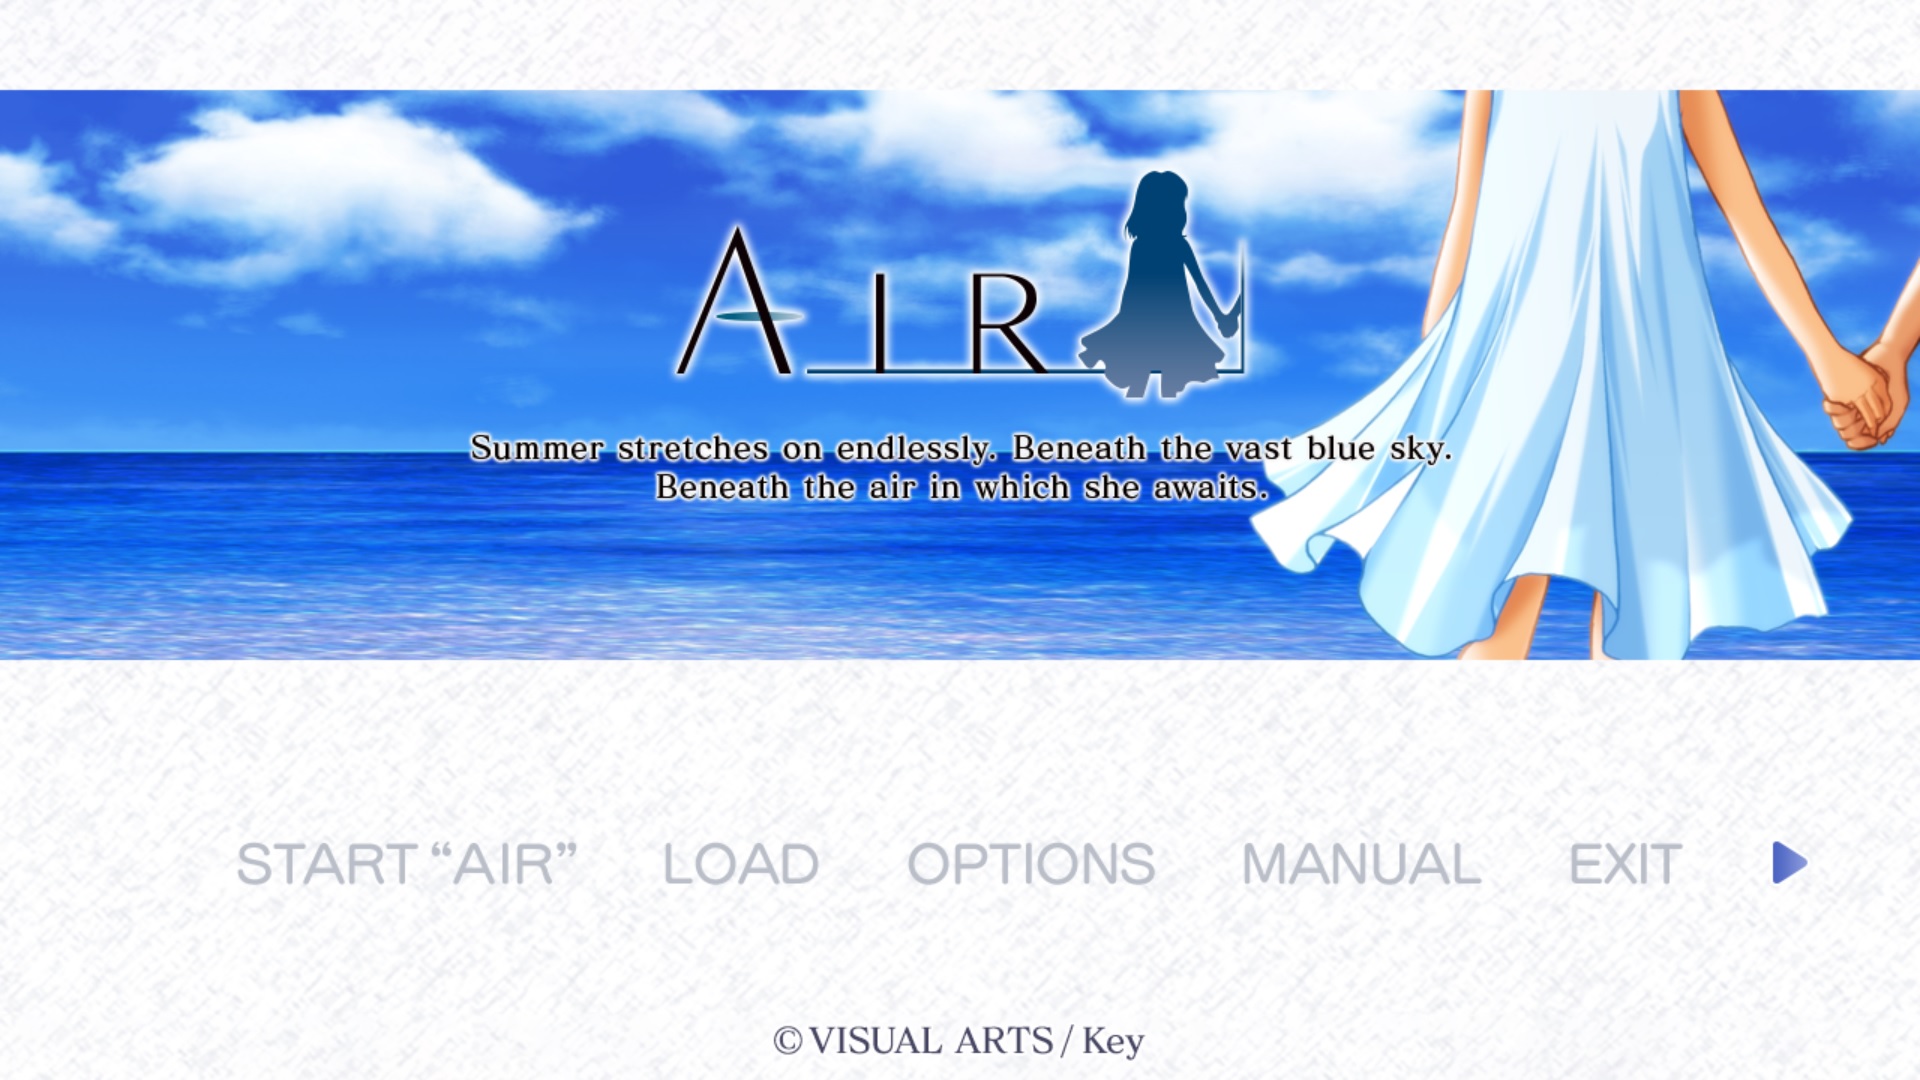 AIR
Summer stretches on endlessly. Beneath the vast blue sky.
Beneath the air in which she awaits.
START “AIR” LOAD OPTIONS MANUAL EXIT
©VISUAL ARTS / Key